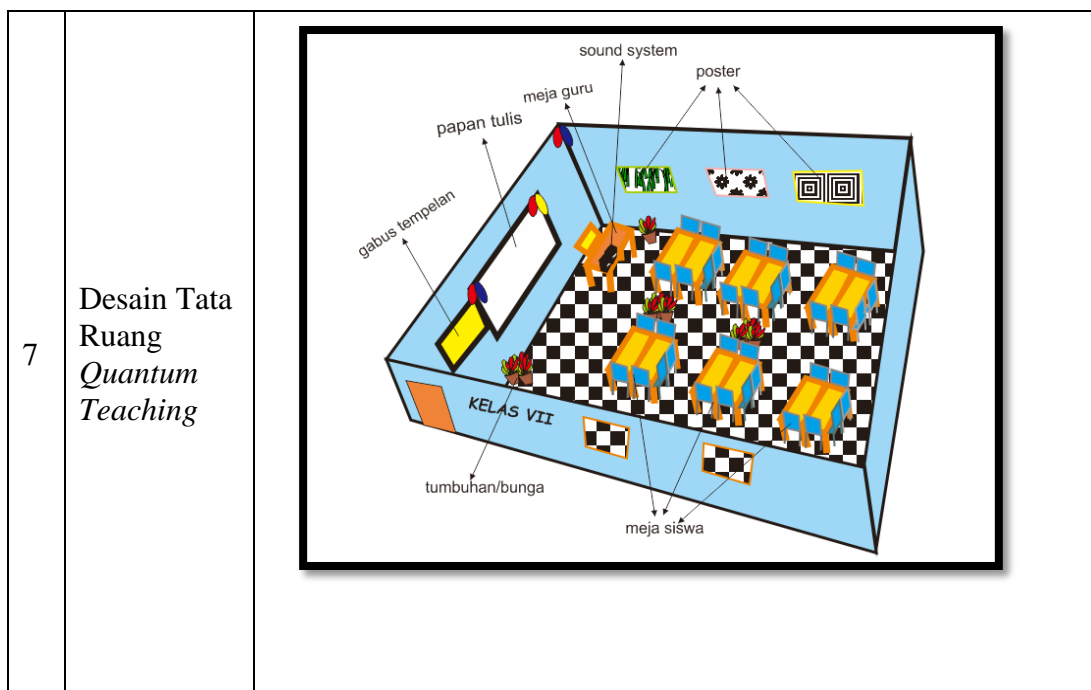 7
Desain Tata
Ruang
Quantum
Teaching
sound system
poster
meja guru
papan tulis
gabus tempelan
KELAS VII
tumbuhan/bunga
meja siswa